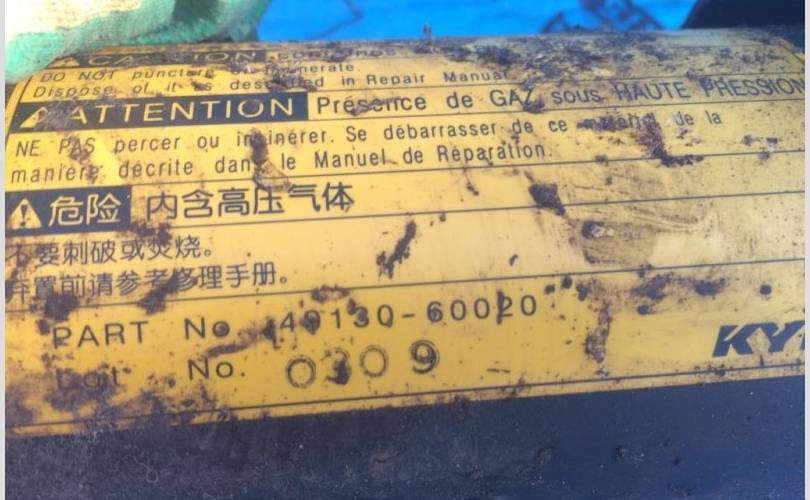 CAUTION
DO NOT puncture or incinerate.
Dispose of it as described in Repair Manual
ATTENTION Présence de GAZ sous HAUTE PRESSION
NE PAS percer ou incinérer. Se débarrasser de ce matériel de la
manière décrite dans le Manuel de Réparation.
危险 内含高压气体
不要刺破或焚烧。
弃置前请参考修理手册。
PART No. 49130-60020
Lot No. 0309
KY